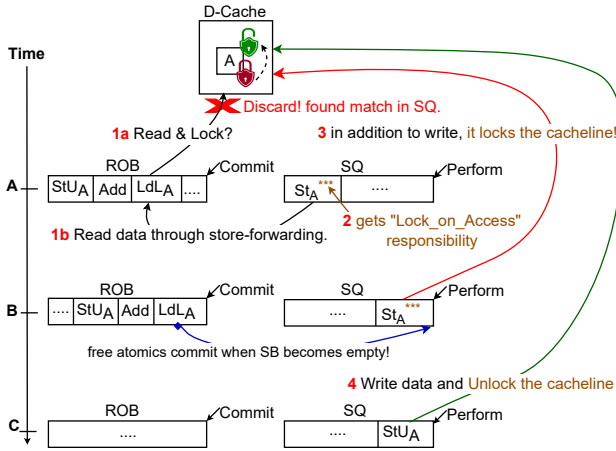 D-Cache
Time
A
Discard! found match in SQ.
1a Read & Lock?
3 in addition to write, it locks the cacheline!
ROB
Commit
SQ
Perform
A
StUA
Add
LdLA
....
StA***
....
2 gets "Lock_on_Access"
responsibility
1b Read data through store-forwarding.
ROB
Commit
SQ
Perform
B
....
StUA
Add
LdLA
....
StA***
free atomics commit when SB becomes empty!
4 Write data and Unlock the cacheline
ROB
Commit
SQ
Perform
C
....
....
StUA